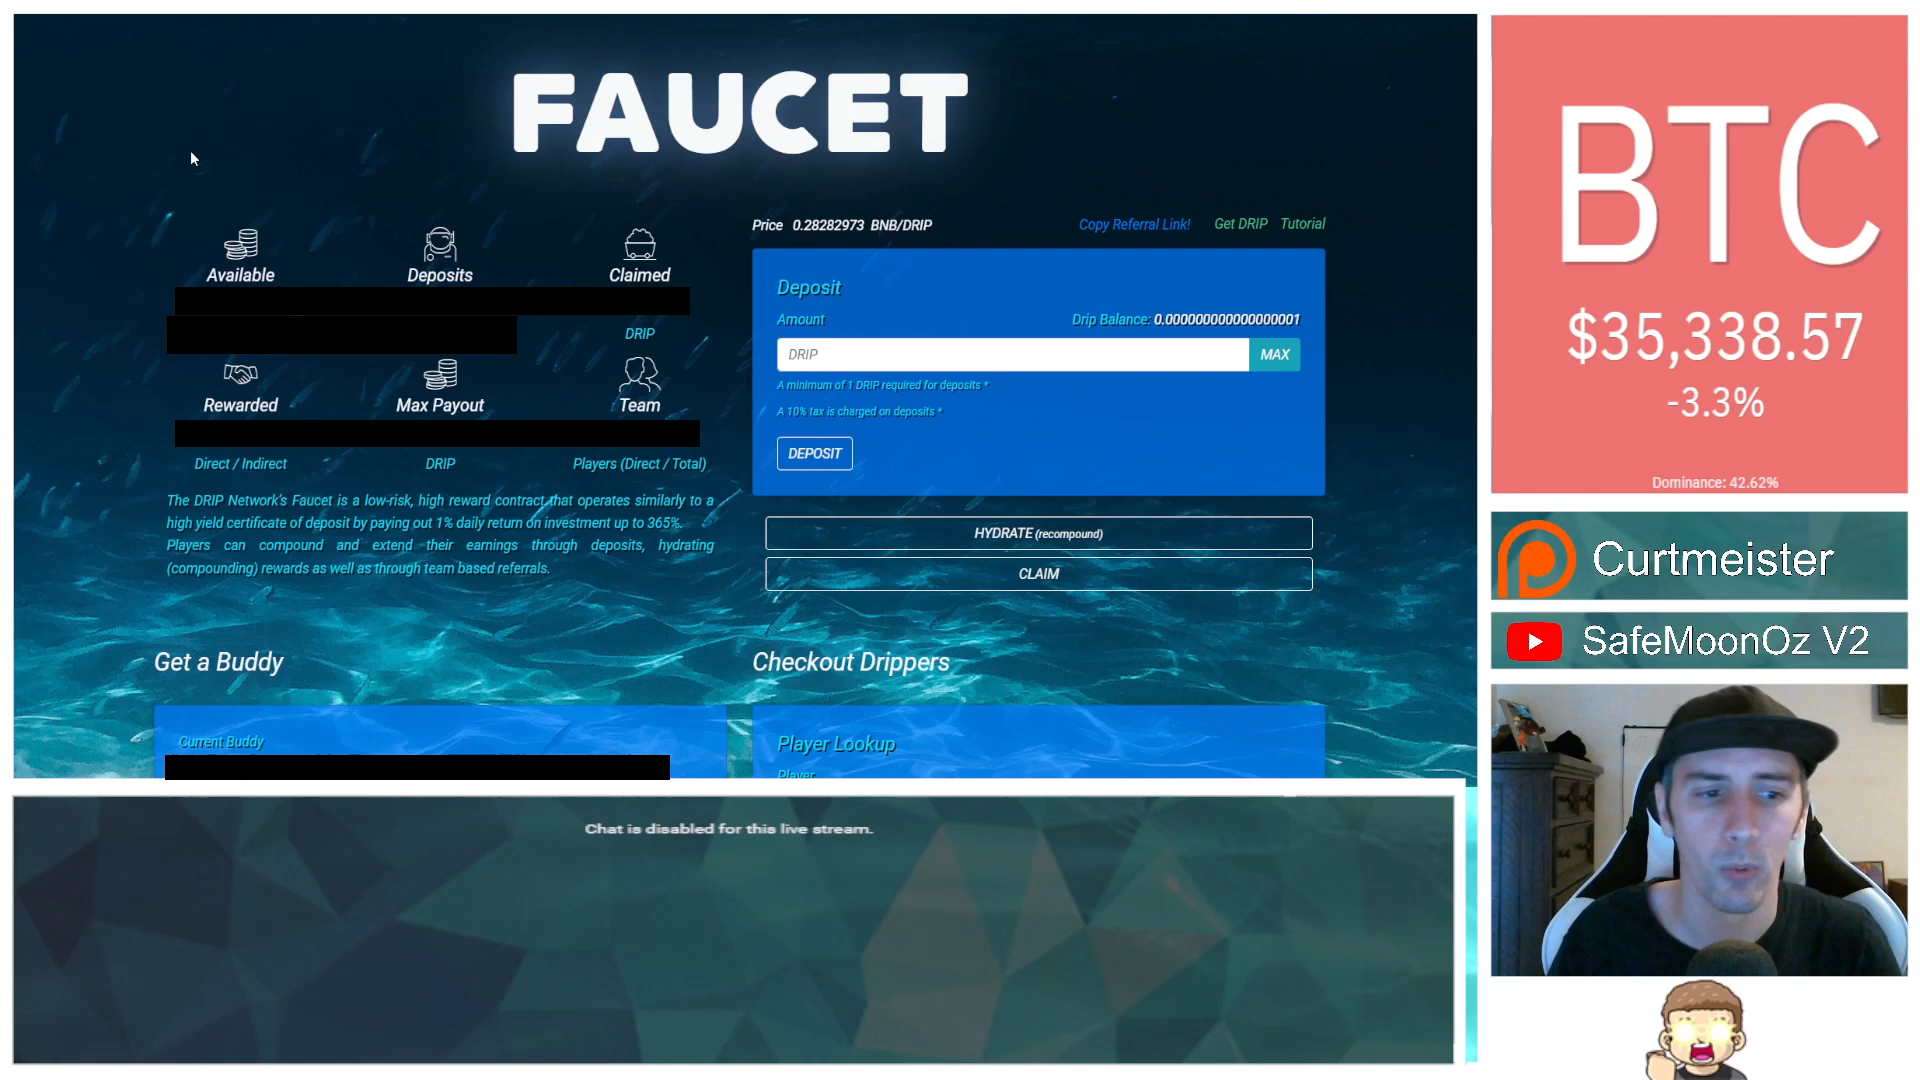 FAUCET
Available
Deposits
Claimed
DRIP
Rewarded
Max Payout
Team
Direct / Indirect
DRIP
Players (Direct / Total)
The DRIP Network's Faucet is a low-risk, high reward contract that operates similarly to a
high yield certificate of deposit by paying out 1% daily return on investment up to 365%.
Players can compound and extend their earnings through deposits, hydrating
(compounding) rewards as well as through team based referrals.
Price 0.28282973 BNB/DRIP
Copy Referral Link!
Get DRIP
Tutorial
Deposit
Amount
Drip Balance: 0.000000000000000001
DRIP
MAX
A minimum of 1 DRIP required for deposits *
A 10% tax is charged on deposits *
DEPOSIT
HYDRATE (recompound)
CLAIM
Get a Buddy
Checkout Drippers
Current Buddy
Player Lookup
Player
Chat is disabled for this live stream.
BTC
$35,338.57
-3.3%
Dominance: 42.62%
Curtmeister
SafeMoonOz V2